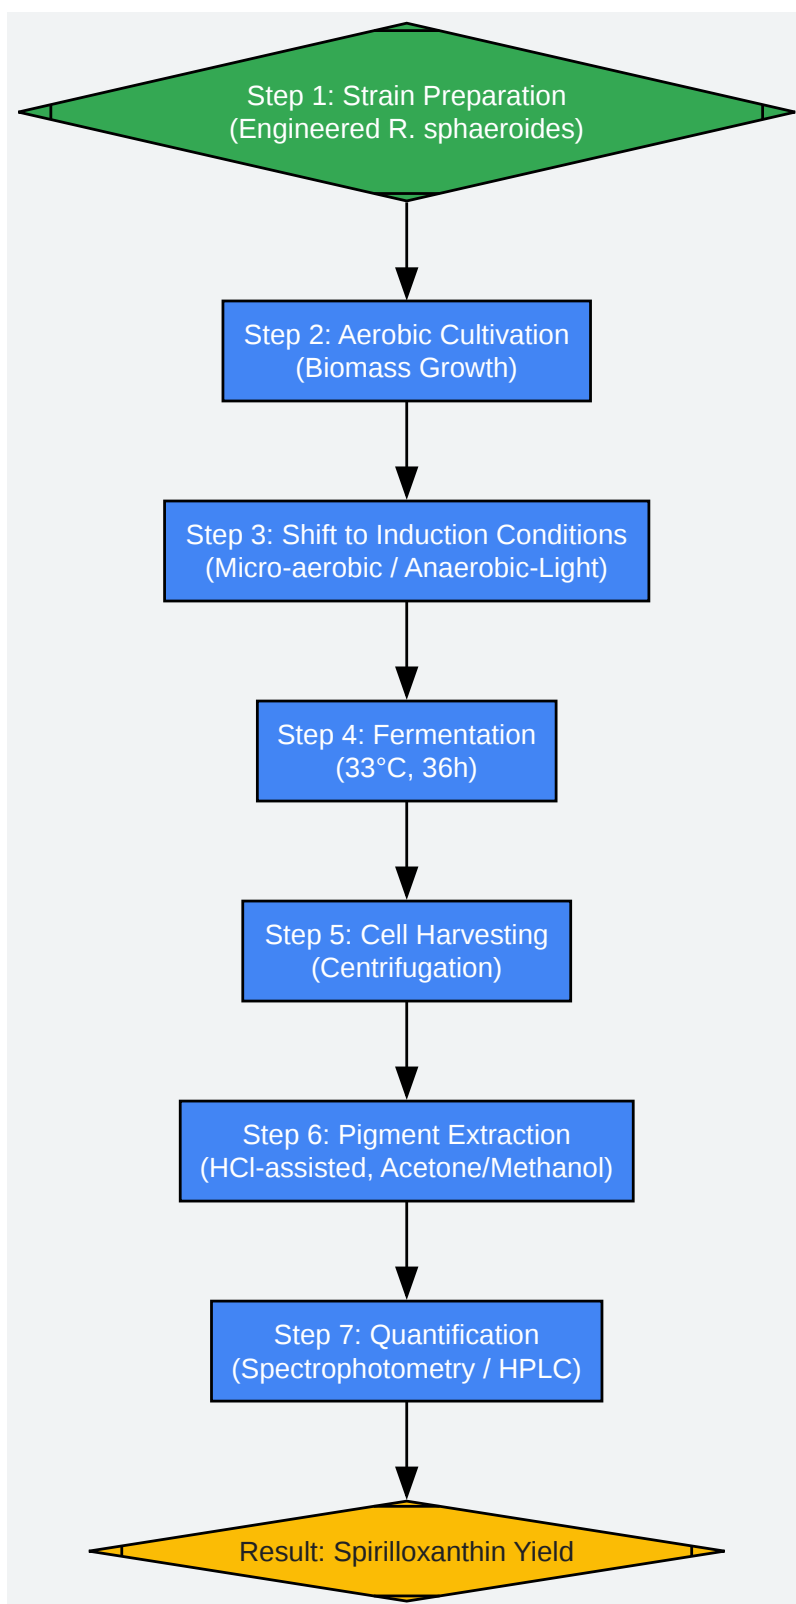 Step 1: Strain Preparation
(Engineered R. sphaeroides)
Step 2: Aerobic Cultivation
(Biomass Growth)
Step 3: Shift to Induction Conditions
(Micro-aerobic / Anaerobic-Light)
Step 4: Fermentation
(33°C, 36h)
Step 5: Cell Harvesting
(Centrifugation)
Step 6: Pigment Extraction
(HCl-assisted, Acetone/Methanol)
Step 7: Quantification
(Spectrophotometry / HPLC)
Result: Spirilloxanthin Yield